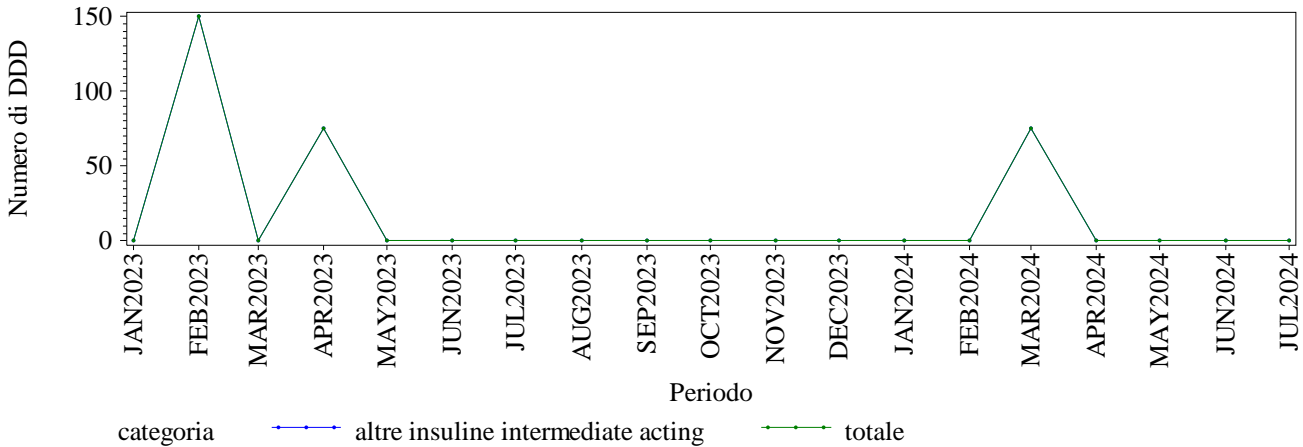 Numero di DDD
150
100
50
0
JAN2023
FEB2023
MAR2023
APR2023
MAY2023
JUN2023
JUL2023
AUG2023
SEP2023
OCT2023
NOV2023
DEC2023
JAN2024
FEB2024
MAR2024
APR2024
MAY2024
JUN2024
JUL2024
Periodo
categoria altre insuline intermediate acting totale